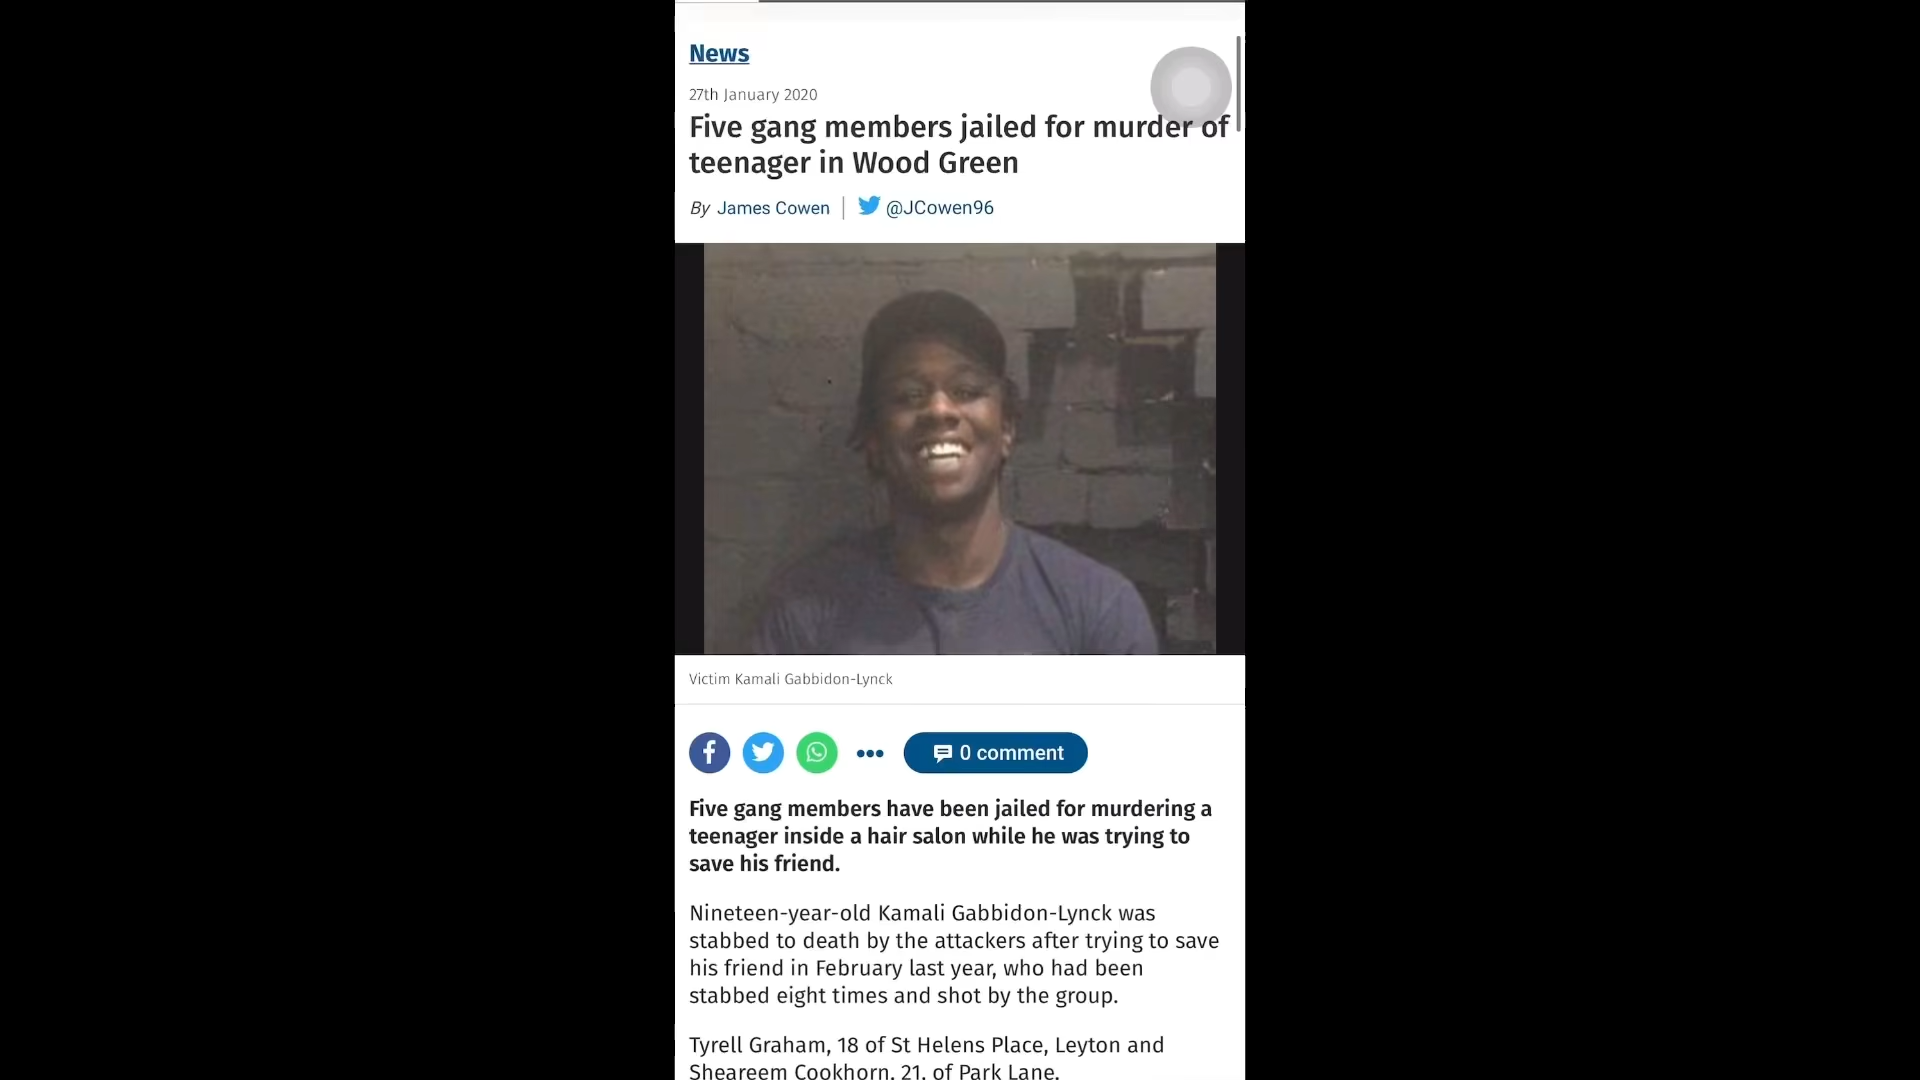 News
27th January 2020
Five gang members jailed for murder of
teenager in Wood Green
By James Cowen | @JCowen96
Victim Kamali Gabbidon-Lynck
0 comment
Five gang members have been jailed for murdering a
teenager inside a hair salon while he was trying to
save his friend.
Nineteen-year-old Kamali Gabbidon-Lynck was
stabbed to death by the attackers after trying to save
his friend in February last year, who had been
stabbed eight times and shot by the group.
Tyrell Graham, 18 of St Helens Place, Leyton and
Sheareem Cookhorn, 21, of Park Lane,